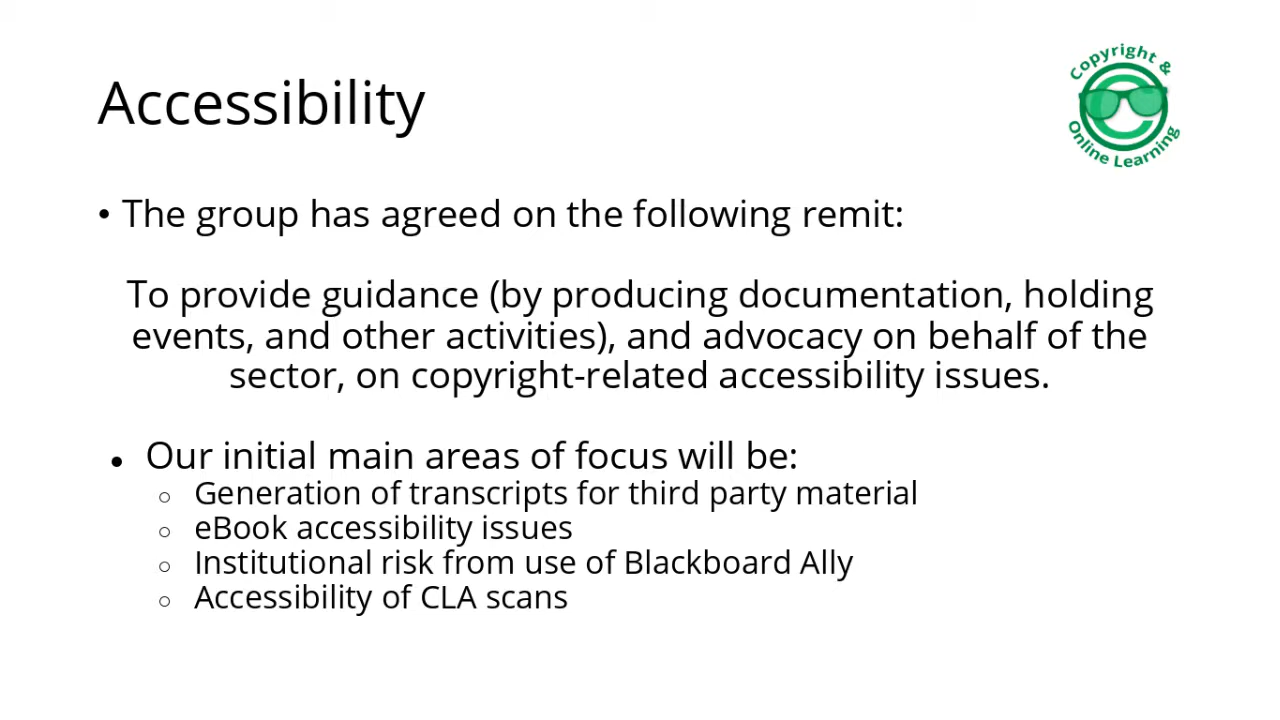 Copyright &
Online Learning
Accessibility
• The group has agreed on the following remit:
To provide guidance (by producing documentation, holding
events, and other activities), and advocacy on behalf of the
sector, on copyright-related accessibility issues.
• Our initial main areas of focus will be:
○ Generation of transcripts for third party material
○ eBook accessibility issues
○ Institutional risk from use of Blackboard Ally
○ Accessibility of CLA scans